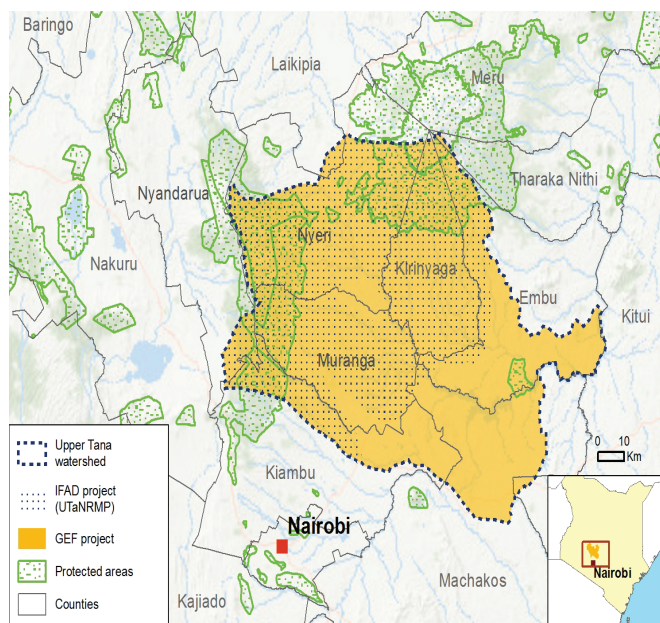 Baringo
Laikipia
Meru
Tharaka Nithi
Nyandarua
Nyeri
Nakuru
Kirinyaga
Embu
Kitui
Muranga
Upper Tana
watershed
IFAD project
(UTaNRMP)
GEF project
Protected areas
Counties
0 10
Km
Kiambu
Nairobi
Machakos
Kajiado
Nairobi